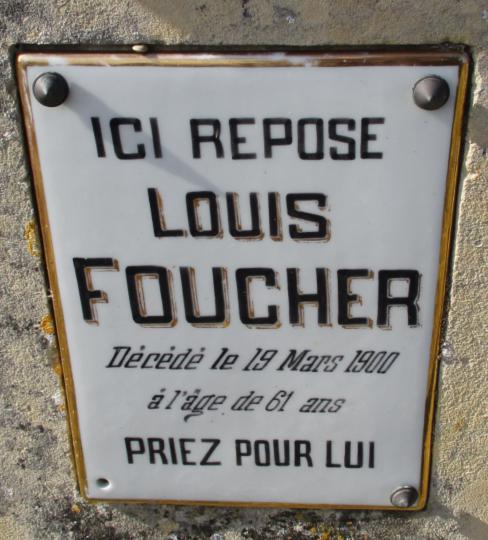 ICI REPOSE
LOUIS
FOUCHER
Décédé le 19 Mars 1900
à l'âge de 61 ans
PRIEZ POUR LUI